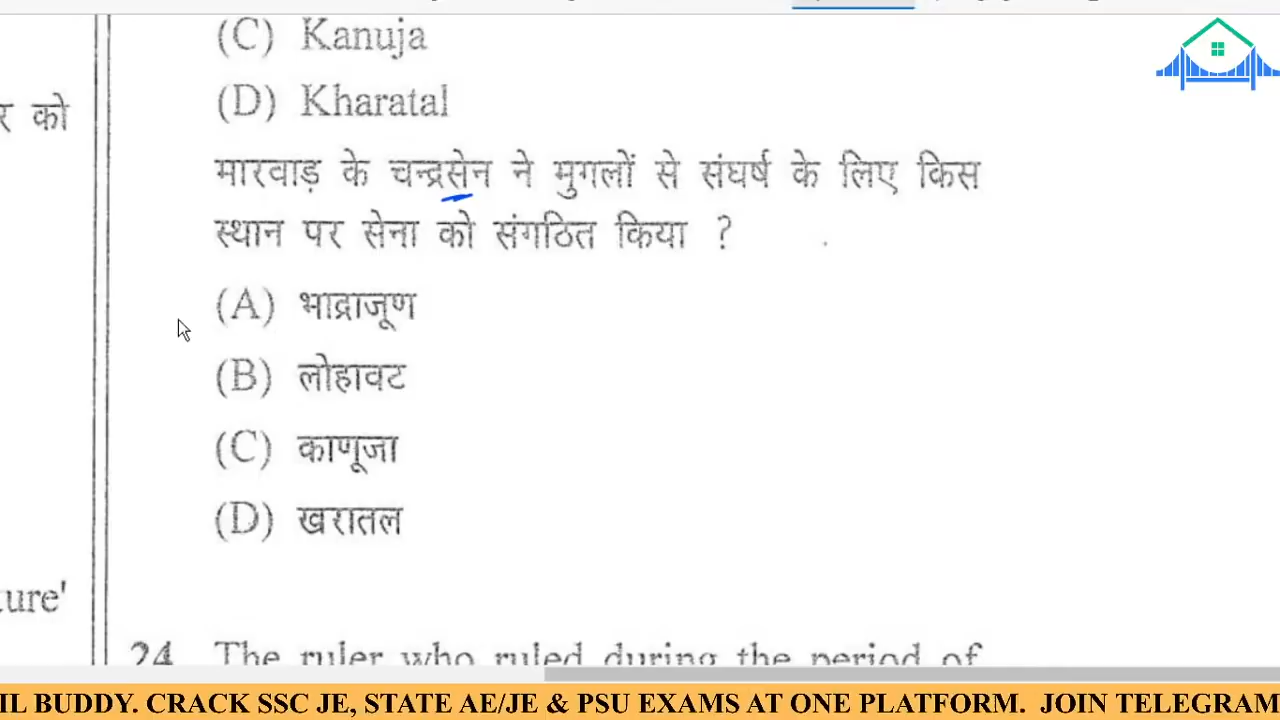 (C) Kanuja
(D) Kharatal
र को
मारवाड़ के चन्द्रसेन ने मुगलों से संघर्ष के लिए किस
स्थान पर सेना को संगठित किया ?
(A) भाद्राजूण
(B) लोहावट
(C) काणूजा
(D) खरातल
ture'
24. The ruler who ruled during the period of
IL BUDDY. CRACK SSC JE, STATE AE/JE & PSU EXAMS AT ONE PLATFORM. JOIN TELEGRAM